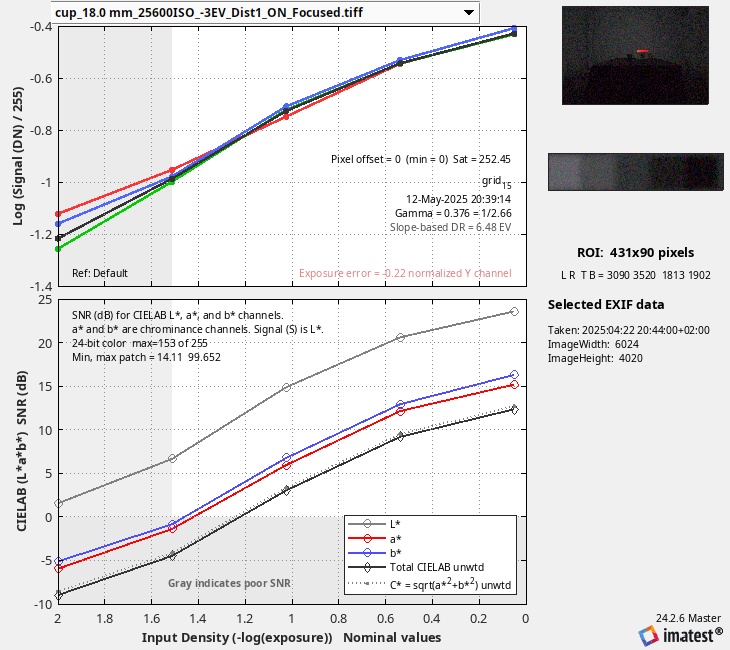 cup_18.0 mm_25600ISO_-3EV_Dist1_ON_Focused.tiff
-0.4
-0.6
-0.8
-1
-1.2
-1.4
Log (Signal (DN) / 255)
Pixel offset = 0 (min = 0) Sat = 252.45
grid15
12-May-2025 20:39:14
Gamma = 0.376 = 1/2.66
Slope-based DR = 6.48 EV
Ref: Default
Exposure error = -0.22 normalized Y channel
25
20
15
10
5
0
-5
-10
CIELAB (L*a*b*) SNR (dB)
SNR (dB) for CIELAB L*, a*, and b* channels.
a* and b* are chrominance channels. Signal (S) is L*.
24-bit color max=153 of 255
Min, max patch = 14.11 99.652
L*
a*
b*
Total CIELAB unwtd
C* = sqrt(a*2+b*2) unwtd
Gray indicates poor SNR
2 1.8 1.6 1.4 1.2 1 0.8 0.6 0.4 0.2 0
Input Density (-log(exposure)) Nominal values
ROI: 431x90 pixels
L R T B = 3090 3520 1813 1902
Selected EXIF data
Taken: 2025:04:22 20:44:00+02:00
ImageWidth: 6024
ImageHeight: 4020
24.2.6 Master
imatest®